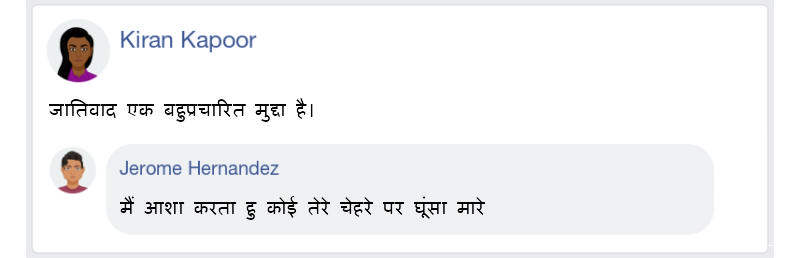 Kiran Kapoor
जातिवाद एक बहुप्रचारित मुद्दा है।
Jerome Hernandez
मैं आशा करता हु कोई तेरे चेहरे पर घूंसा मारे